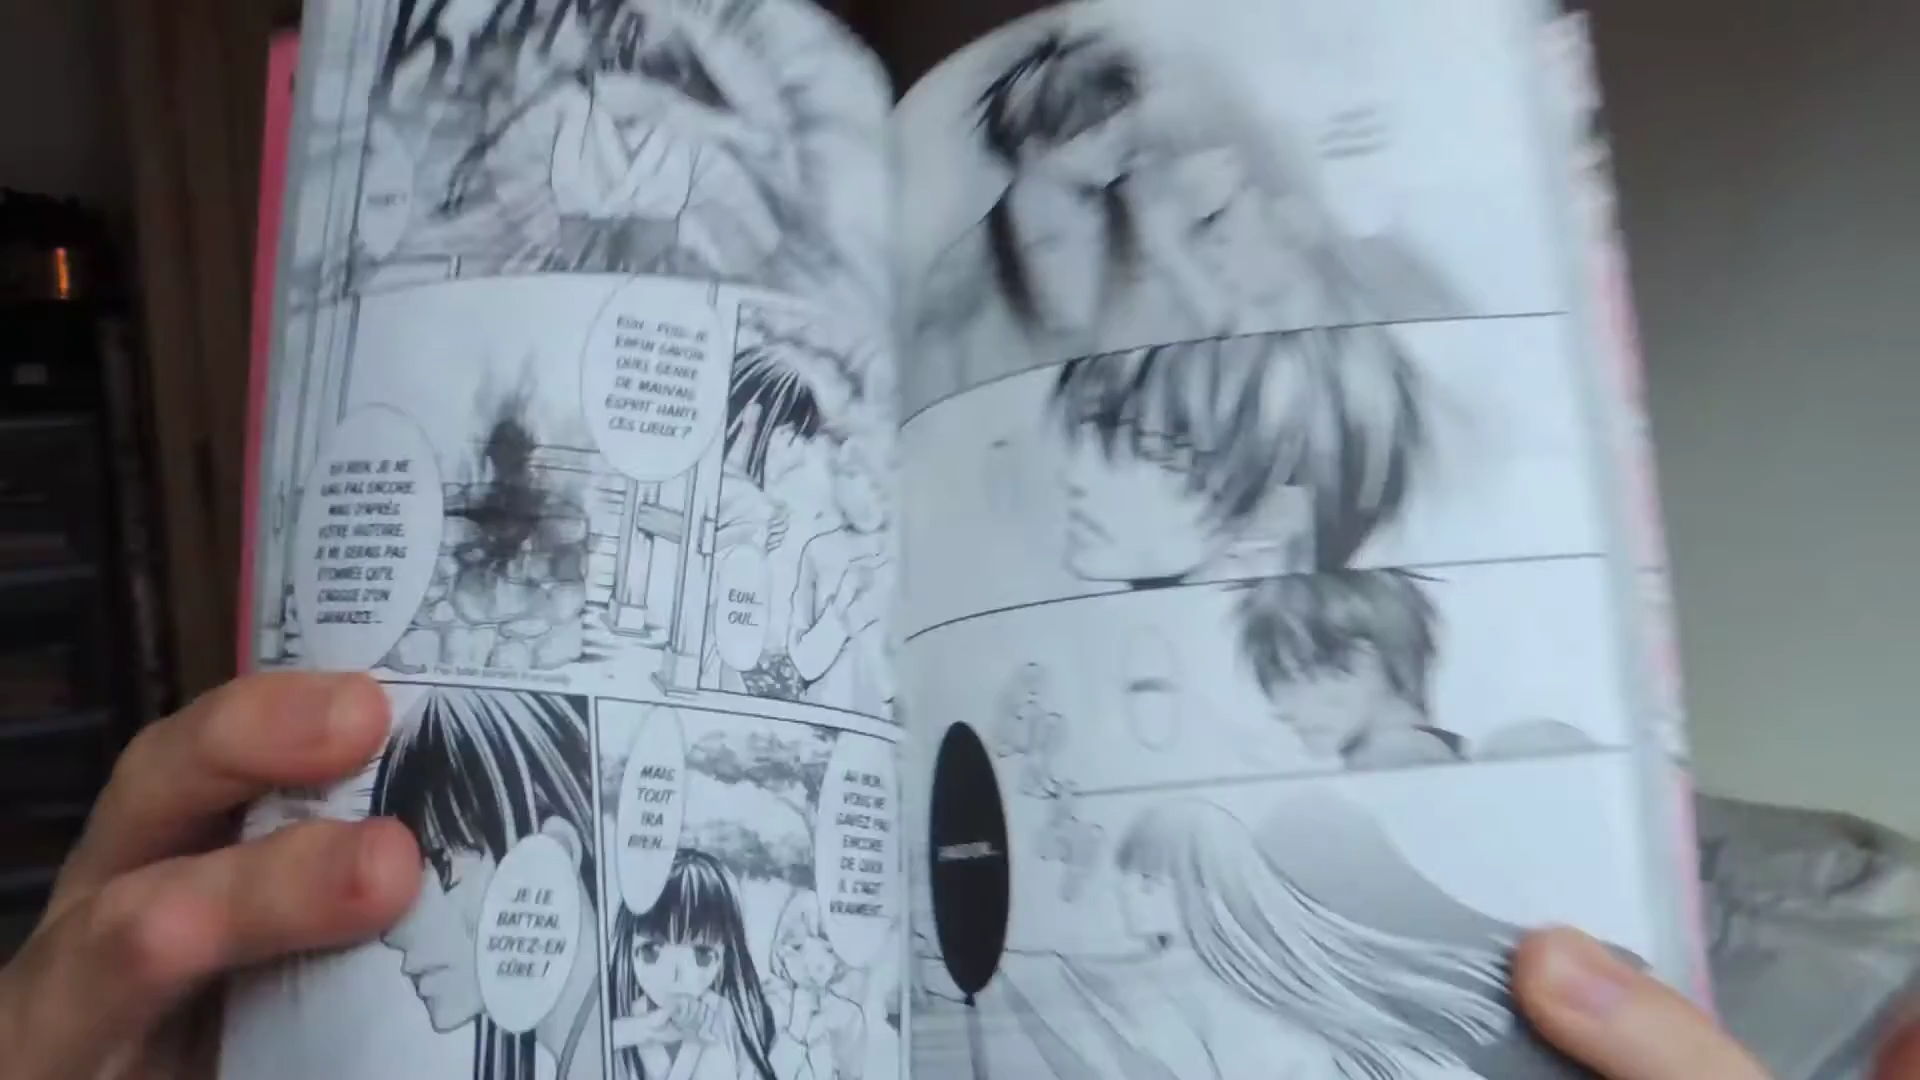 EUH... PUIS-JE
ENFIN SAVOIR
QUEL GENRE
DE MAUVAIS
ESPRIT HANTE
CES LIEUX ?
EH BIEN, JE NE
SAIS PAS ENCORE,
MAIS D'APRÈS
VOTRE HISTOIRE,
JE NE SERAIS PAS
ÉTONNÉE QU'IL
S'AGISSE D'UN
EUH...
OUI...
JE LE
BATTRAI,
SOYEZ-EN
SÛRE !
MAIS
TOUT
IRA
BIEN...
AH BON,
VOUS NE
SAVEZ PAS
ENCORE
DE QUOI
IL S'AGIT
VRAIMENT...